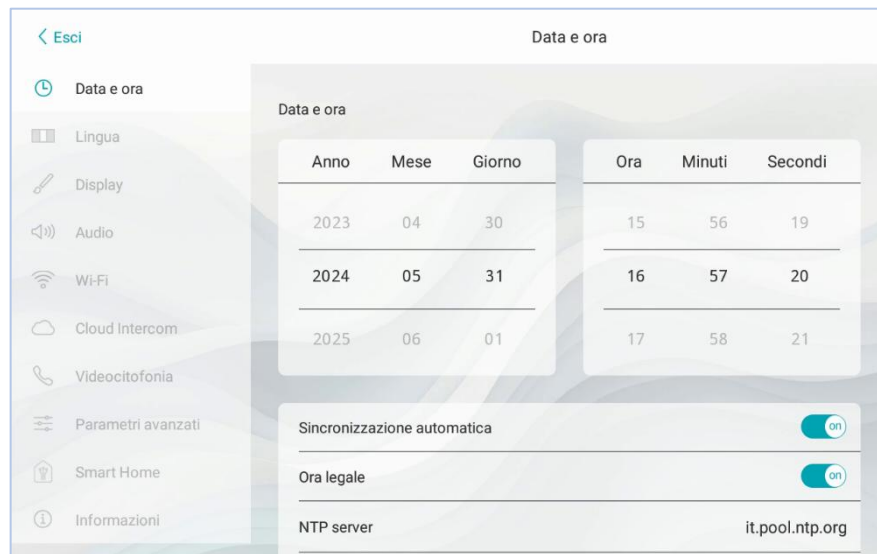 Esci
Data e ora
Data e ora
Lingua
Display
Audio
Wi-Fi
Cloud Intercom
Videocitofonia
Parametri avanzati
Smart Home
Informazioni
Data e ora
Anno Mese Giorno
2023 04 30
2024 05 31
2025 06 01
Ora Minuti Secondi
15 56 19
16 57 20
17 58 21
Sincronizzazione automatica on
Ora legale on
NTP server it.pool.ntp.org